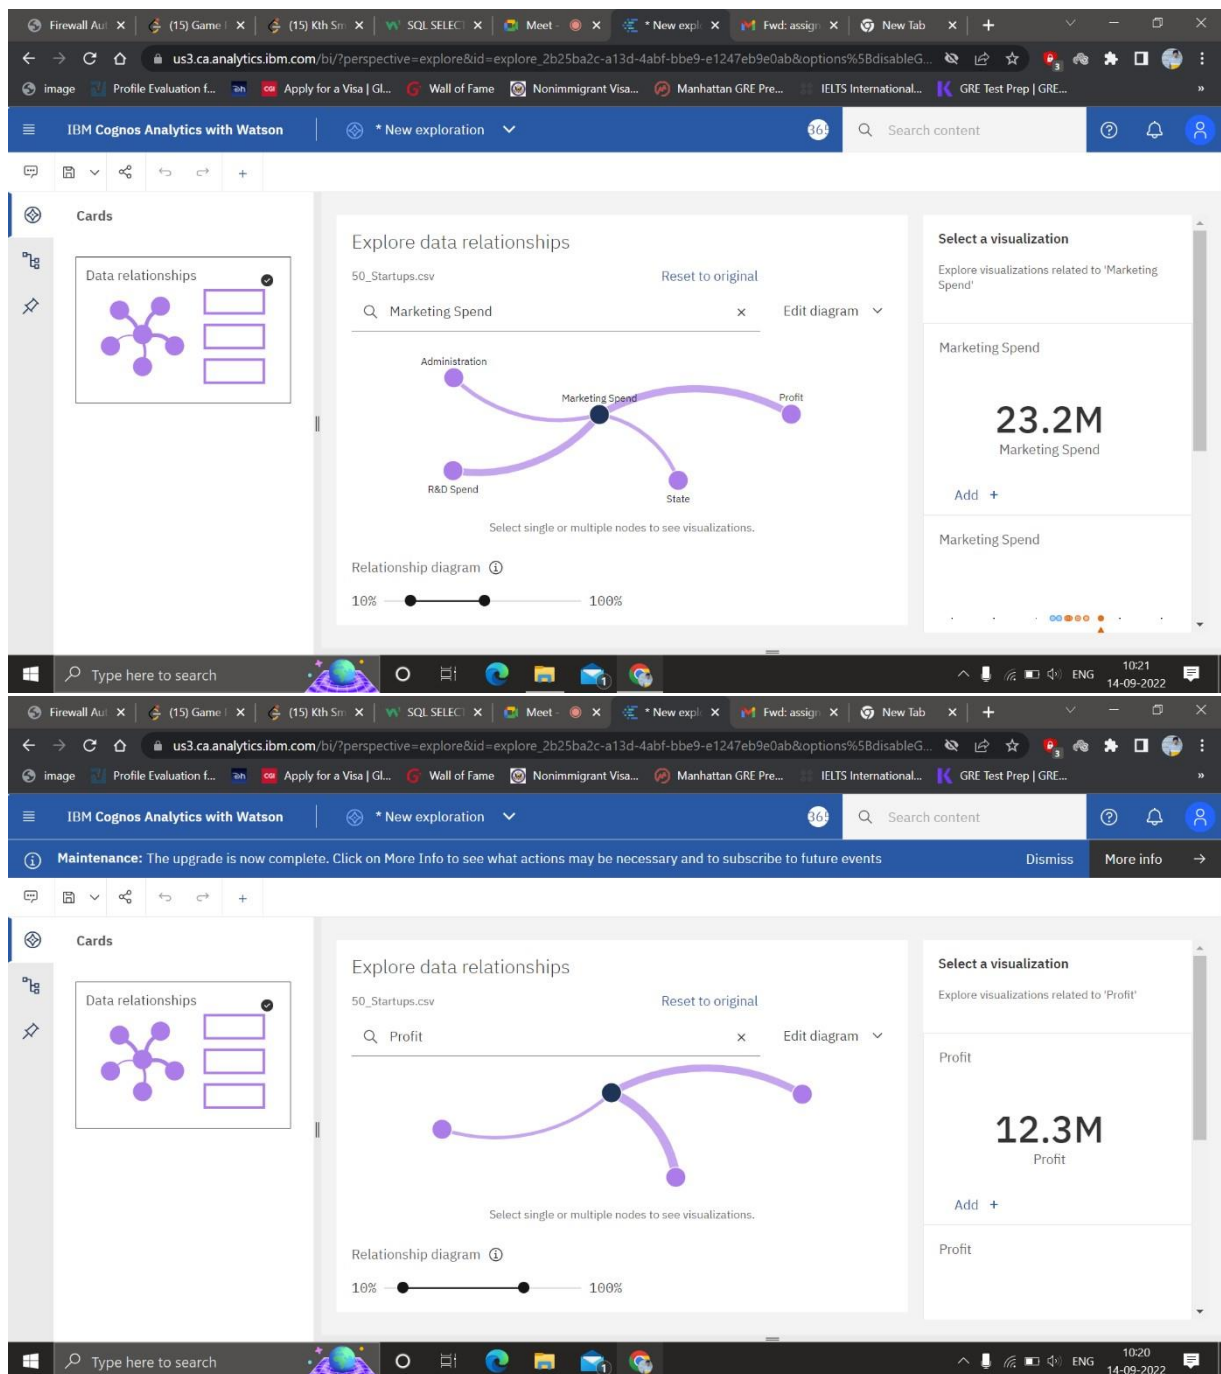 Firewall Aut
(15) Game
(15) Kth Sm
SQL SELECT
Meet -
* New explo
Fwd: assign
New Tab
us3.ca.analytics.ibm.com/bi/?perspective=explore&id=explore_2b25ba2c-a13d-4abf-bbe9-e1247eb9e0ab&options%5BdisableG...
image
Profile Evaluation f...
Apply for a Visa | Gl...
Wall of Fame
Nonimmigrant Visa...
Manhattan GRE Pre...
IELTS International...
GRE Test Prep | GRE...
»
IBM Cognos Analytics with Watson
* New exploration
Search content
Cards
Data relationships
Explore data relationships
50_Startups.csv
Reset to original
Marketing Spend
Edit diagram
Administration
Marketing Spend
Profit
R&D Spend
State
Select single or multiple nodes to see visualizations.
Relationship diagram
10%
100%
Select a visualization
Explore visualizations related to 'Marketing
Spend'
Marketing Spend
23.2M
Marketing Spend
Add +
Marketing Spend
Type here to search
1
ENG
10:21
14-09-2022
Firewall Aut
(15) Game
(15) Kth Sm
SQL SELECT
Meet -
* New explo
Fwd: assign
New Tab
us3.ca.analytics.ibm.com/bi/?perspective=explore&id=explore_2b25ba2c-a13d-4abf-bbe9-e1247eb9e0ab&options%5BdisableG...
image
Profile Evaluation f...
Apply for a Visa | Gl...
Wall of Fame
Nonimmigrant Visa...
Manhattan GRE Pre...
IELTS International...
GRE Test Prep | GRE...
»
IBM Cognos Analytics with Watson
* New exploration
Search content
Maintenance: The upgrade is now complete. Click on More Info to see what actions may be necessary and to subscribe to future events
Dismiss
More info
Cards
Data relationships
Explore data relationships
50_Startups.csv
Reset to original
Profit
Edit diagram
Select single or multiple nodes to see visualizations.
Relationship diagram
10%
100%
Select a visualization
Explore visualizations related to 'Profit'
Profit
12.3M
Profit
Add +
Profit
Type here to search
1
ENG
10:20
14-09-2022